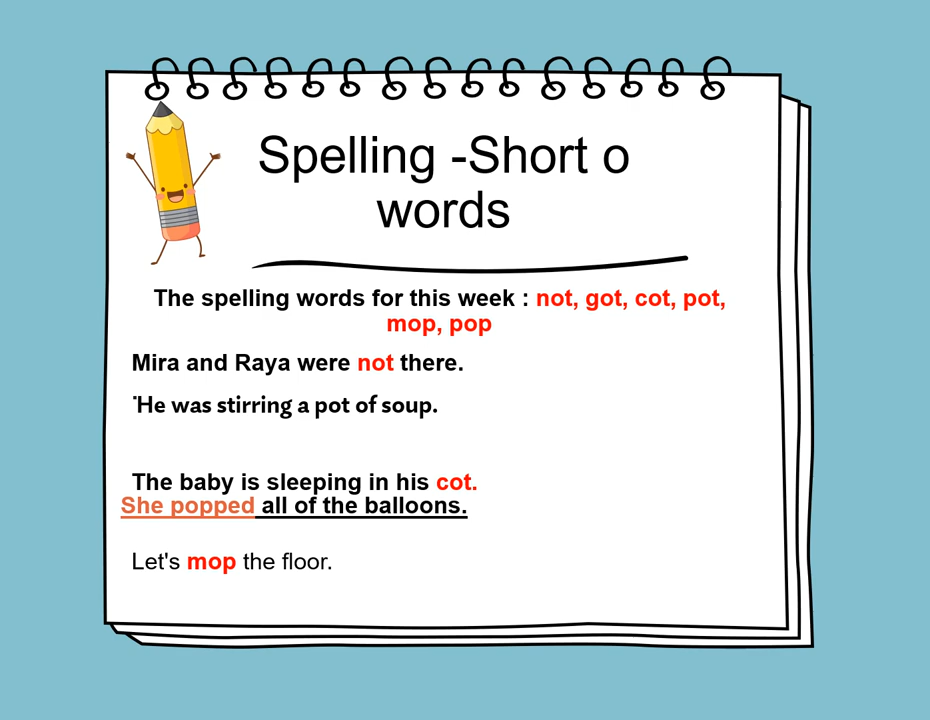 Spelling -Short o
words
The spelling words for this week : not, got, cot, pot,
mop, pop
Mira and Raya were not there.
"He was stirring a pot of soup.
The baby is sleeping in his cot.
She popped all of the balloons.
Let's mop the floor.